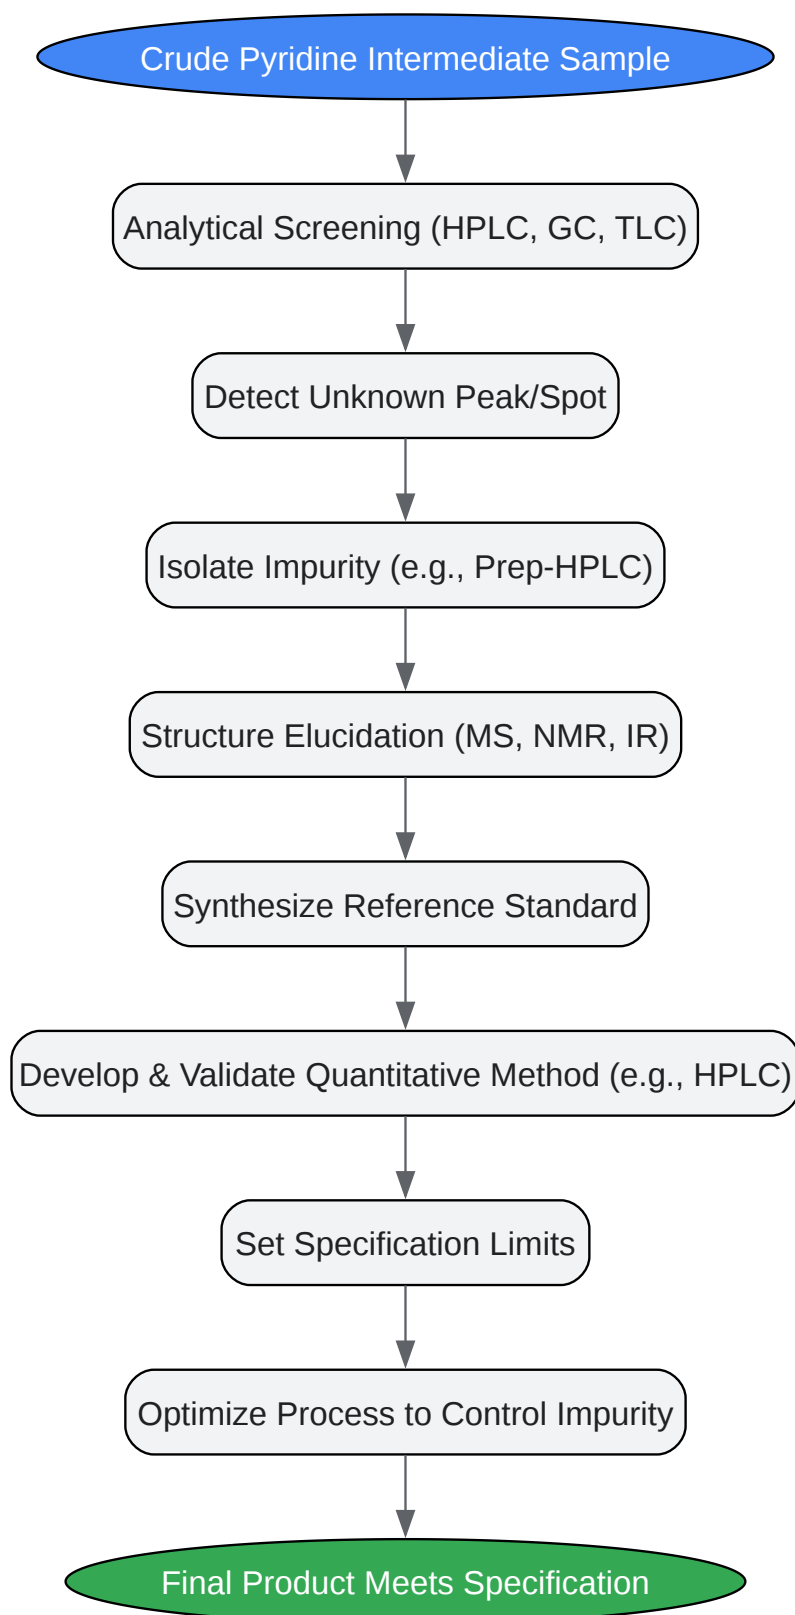 Crude Pyridine Intermediate Sample
Analytical Screening (HPLC, GC, TLC)
Detect Unknown Peak/Spot
Isolate Impurity (e.g., Prep-HPLC)
Structure Elucidation (MS, NMR, IR)
Synthesize Reference Standard
Develop & Validate Quantitative Method (e.g., HPLC)
Set Specification Limits
Optimize Process to Control Impurity
Final Product Meets Specification